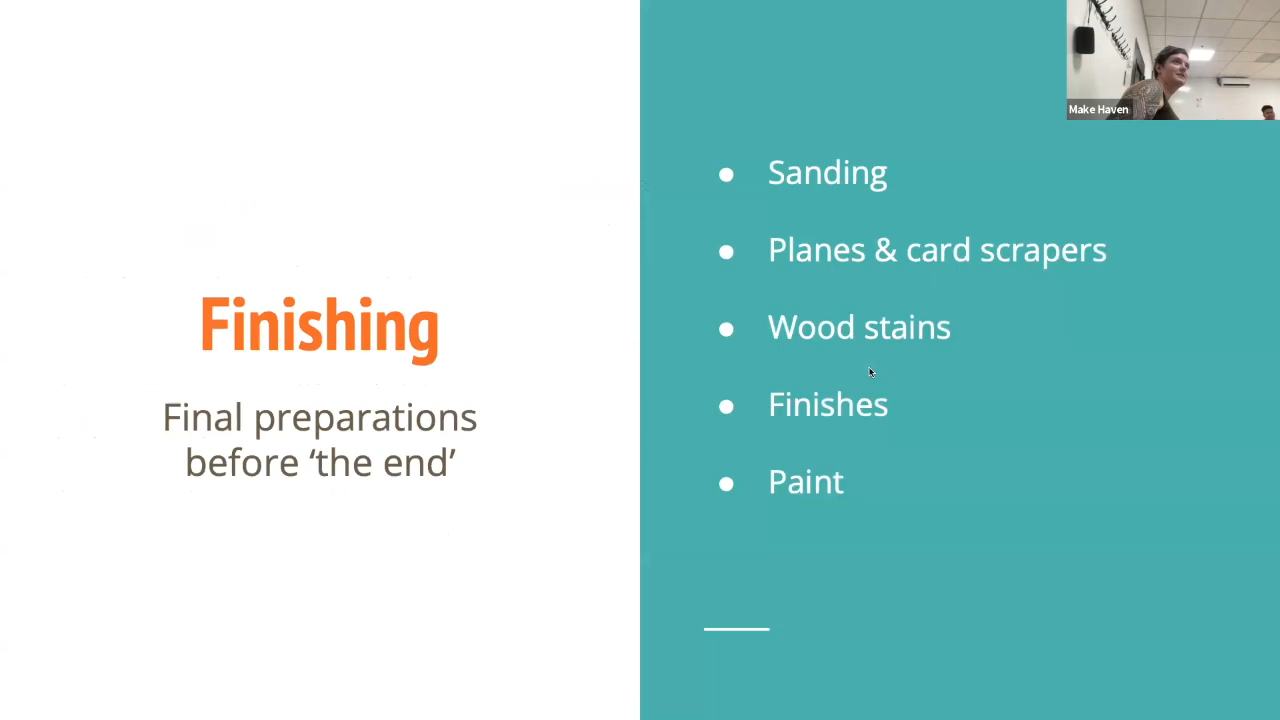 Finishing
Final preparations
before ‘the end’
Sanding
Planes & card scrapers
Wood stains
Finishes
Paint
Make Haven